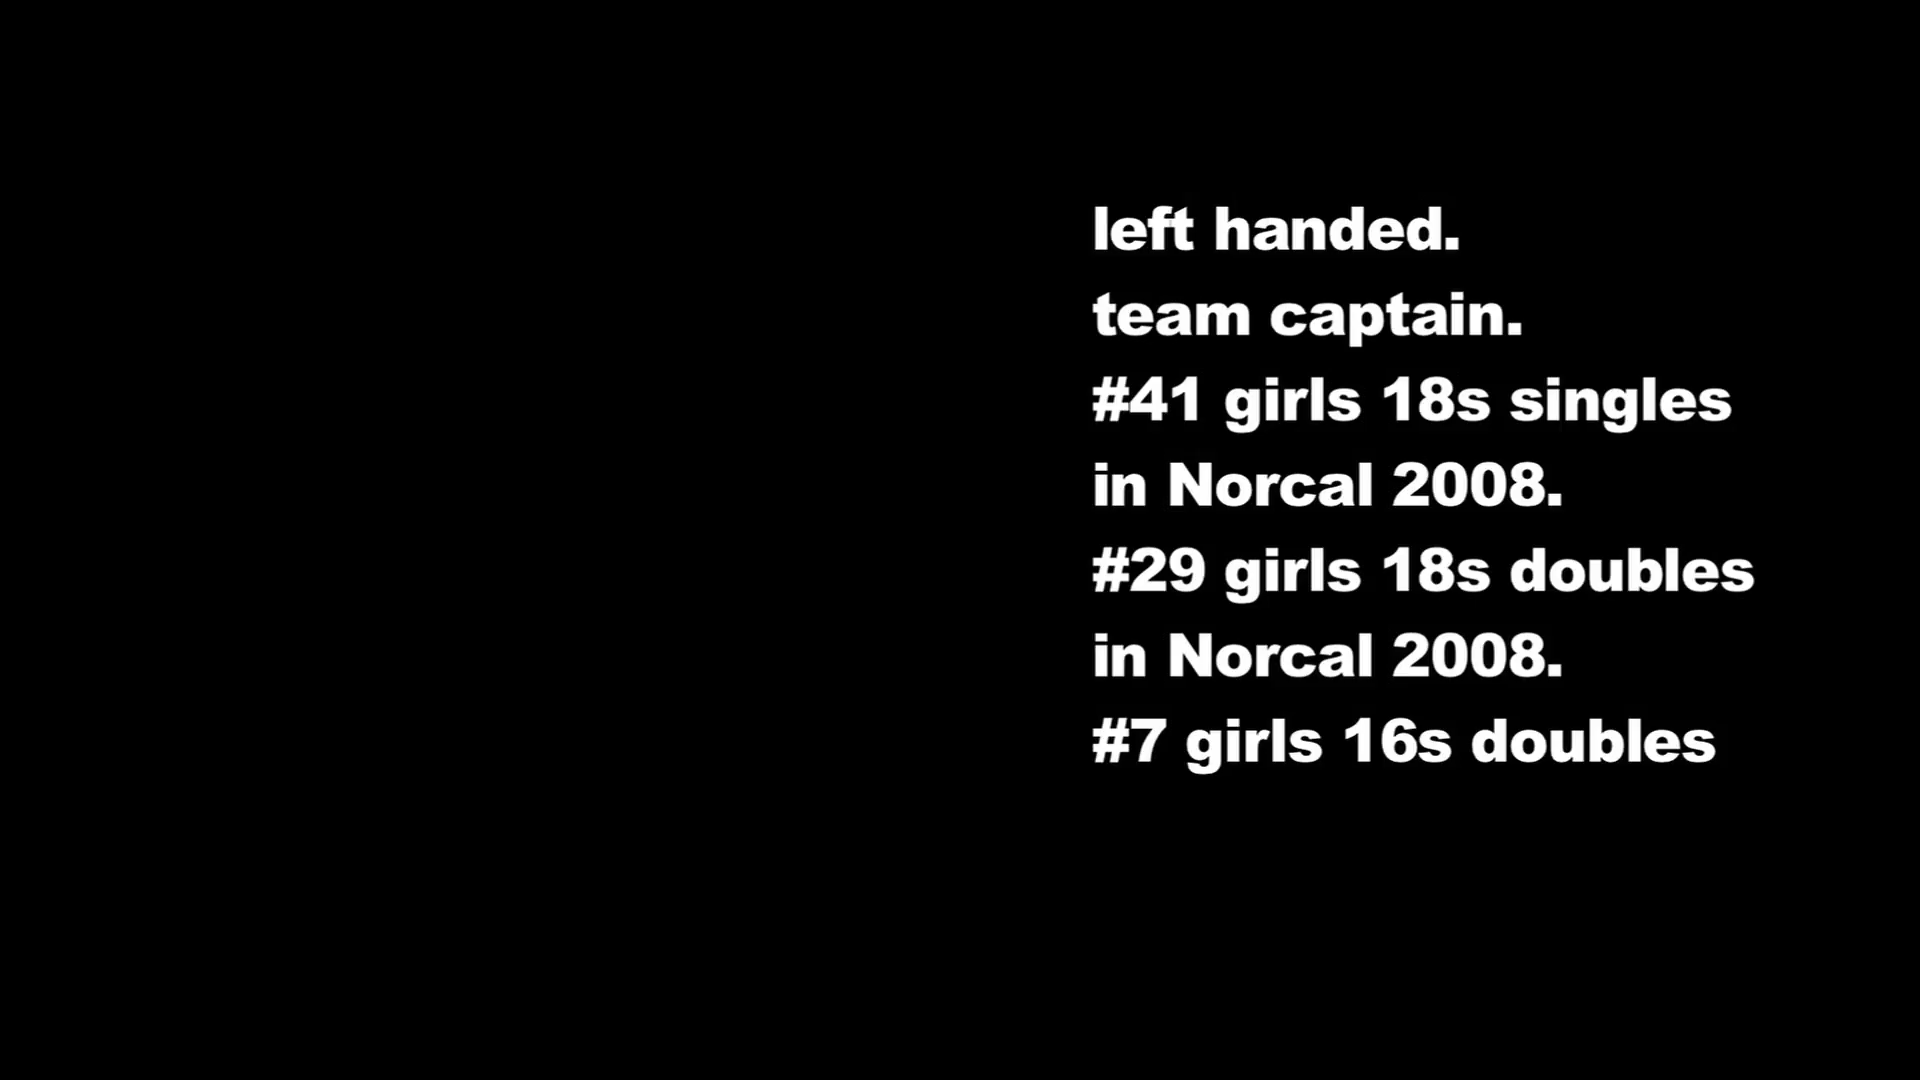 left handed.
team captain.
#41 girls 18s singles
in Norcal 2008.
#29 girls 18s doubles
in Norcal 2008.
#7 girls 16s doubles